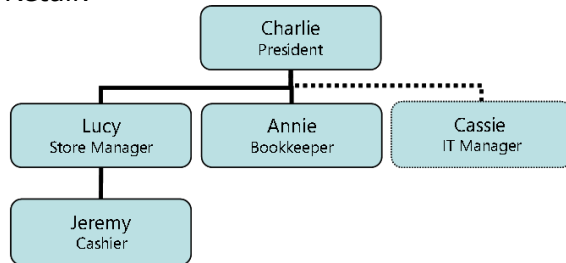 Charlie
President
Lucy
Store Manager
Annie
Bookkeeper
Cassie
IT Manager
Jeremy
Cashier